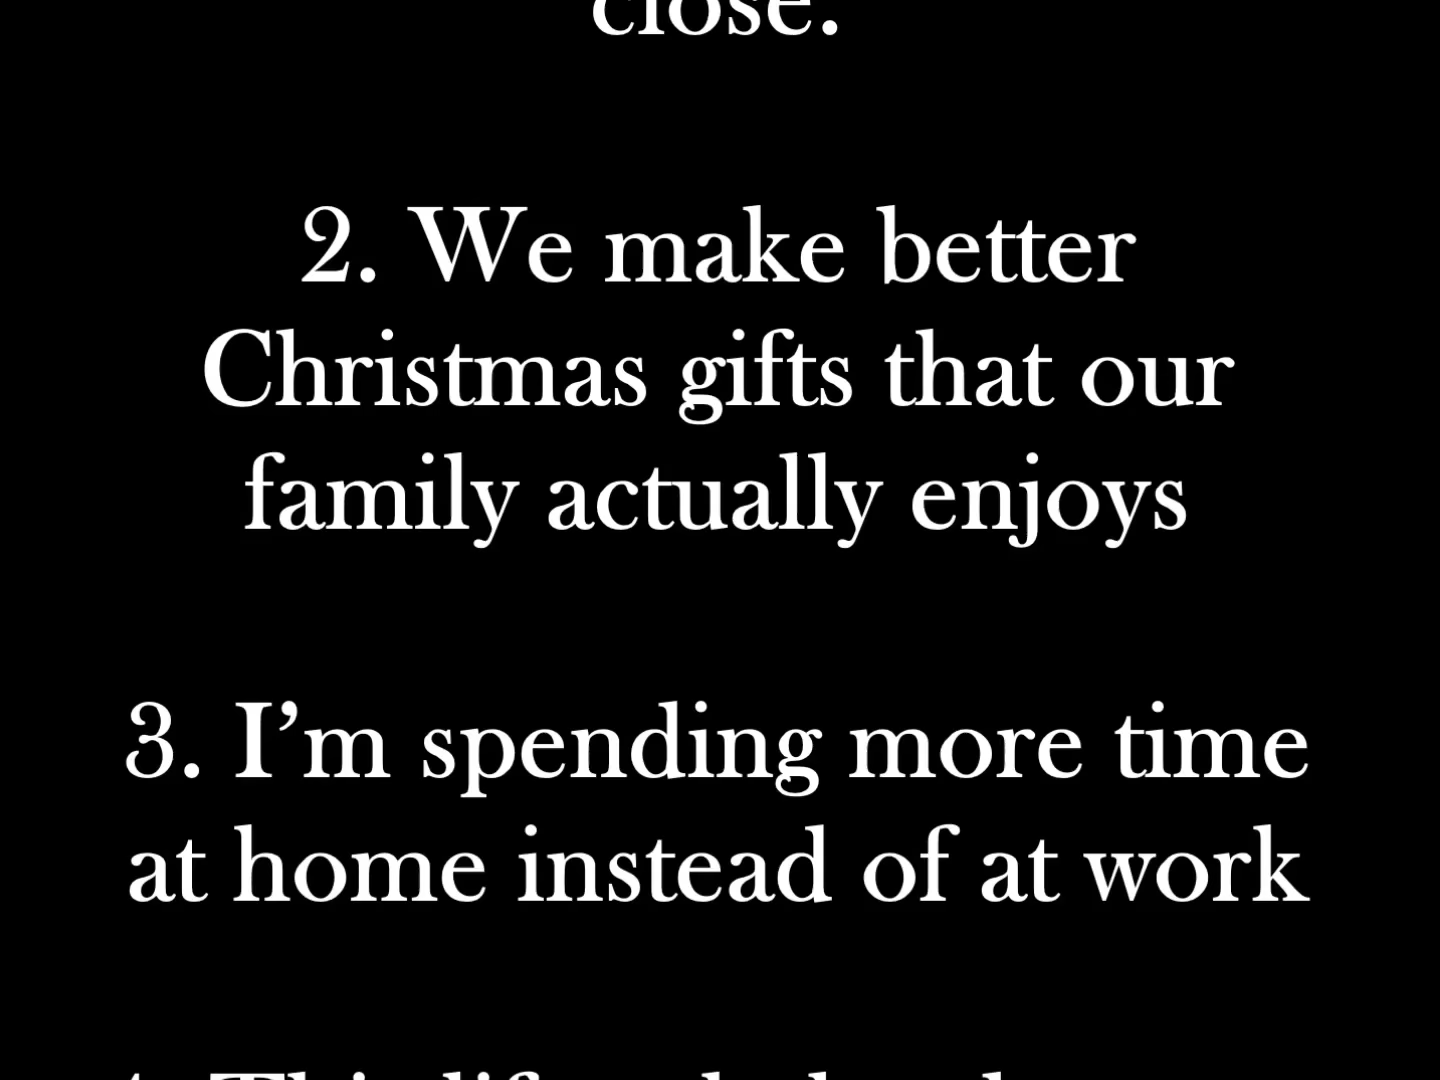 close.
2. We make better
Christmas gifts that our
family actually enjoys
3. I’m spending more time
at home instead of at work